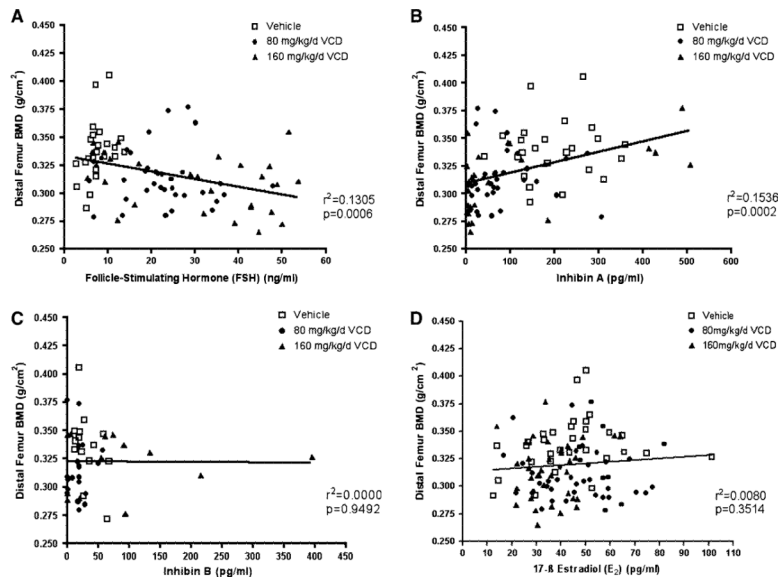 A
Vehicle
80 mg/kg/d VCD
160 mg/kg/d VCD
Distal Femur BMD (g/cm²)
0.450
0.425
0.400
0.375
0.350
0.325
0.300
0.275
0.250
r²=0.1305
p=0.0006
0 10 20 30 40 50 60
Follicle-Stimulating Hormone (FSH) (ng/ml)
B
Vehicle
80 mg/kg/d VCD
160 mg/kg/d VCD
Distal Femur BMD (g/cm²)
0.450
0.425
0.400
0.375
0.350
0.325
0.300
0.275
0.250
r²=0.1536
p=0.0002
0 100 200 300 400 500 600
Inhibin A (pg/ml)
C
Vehicle
80 mg/kg/d VCD
160 mg/kg/d VCD
Distal Femur BMD (g/cm²)
0.450
0.425
0.400
0.375
0.350
0.325
0.300
0.275
0.250
r²=0.0000
p=0.9492
0 50 100 150 200 250 300 350 400 450
Inhibin B (pg/ml)
D
Vehicle
80mg/kg/d VCD
160mg/kg/d VCD
Distal Femur BMD (g/cm²)
0.450
0.425
0.400
0.375
0.350
0.325
0.300
0.275
0.250
r²=0.0080
p=0.3514
0 10 20 30 40 50 60 70 80 90 100 110
17-ß Estradiol (E₂) (pg/ml)